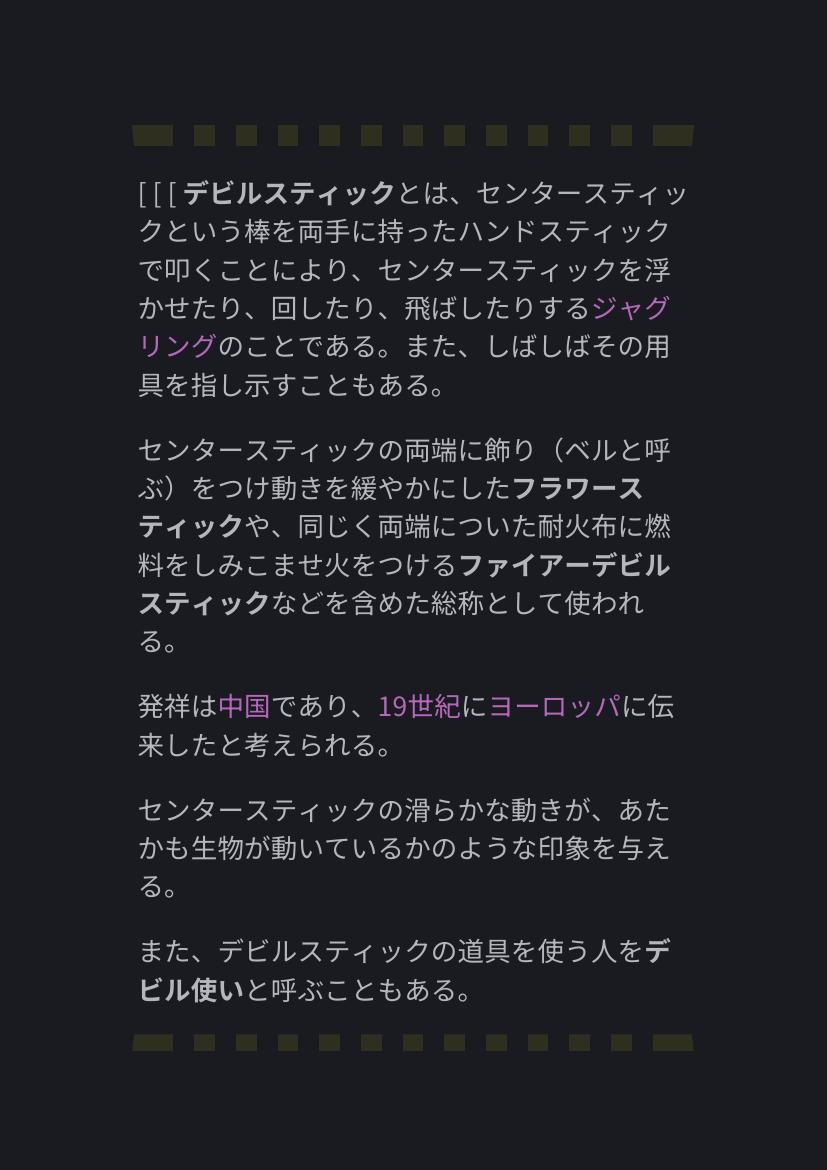 [ [ [ デビルスティックとは、センタースティッ
クという棒を両手に持ったハンドスティック
で叩くことにより、センタースティックを浮
かせたり、回したり、飛ばしたりするジャグ
リングのことである。また、しばしばその用
具を指し示すこともある。
センタースティックの両端に飾り（ベルと呼
ぶ）をつけ動きを緩やかにしたフラワース
ティックや、同じく両端についた耐火布に燃
料をしみこませ火をつけるファイアーデビル
スティックなどを含めた総称として使われ
る。
発祥は中国であり、19世紀にヨーロッパに伝
来したと考えられる。
センタースティックの滑らかな動きが、あた
かも生物が動いているかのような印象を与え
る。
また、デビルスティックの道具を使う人をデ
ビル使いと呼ぶこともある。